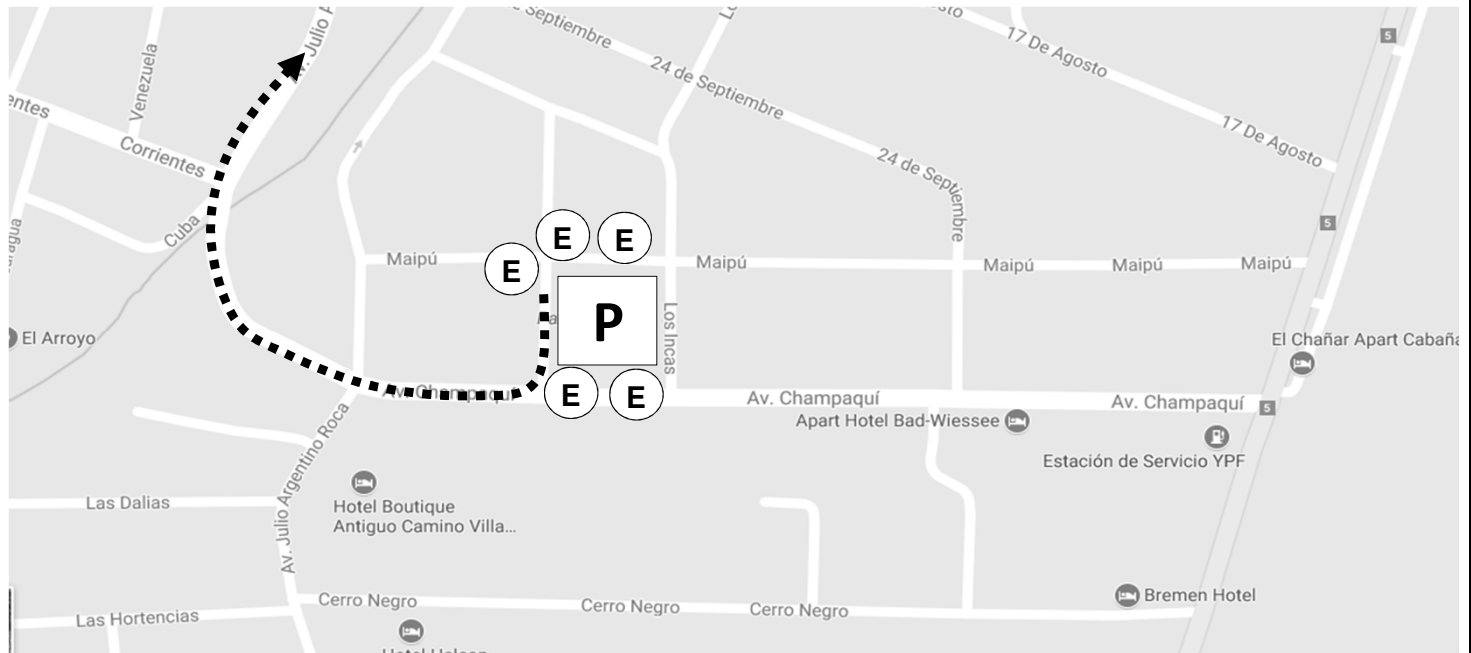 Venezuela
Corrientes
Cuba
24 de Septiembre
24 de Septiembre
17 De Agosto
17 De Agosto
5
5
E
E
E
Maipú
Maipú
Maipú
Maipú
Maipú
P
Los Incas
El Arroyo
El Chañar Apart
E
E
Av. Champaquí
Av. Champaquí
Av. Champaquí
5
Apart Hotel Bad-Wiessee
Estación de Servicio YPF
Av. Julio Argentino Roca
Las Dalias
Hotel Boutique
Antiguo Camino Villa...
Cerro Negro
Cerro Negro
Cerro Negro
Bremen Hotel
Las Hortencias
Av. Julio
Septiembre